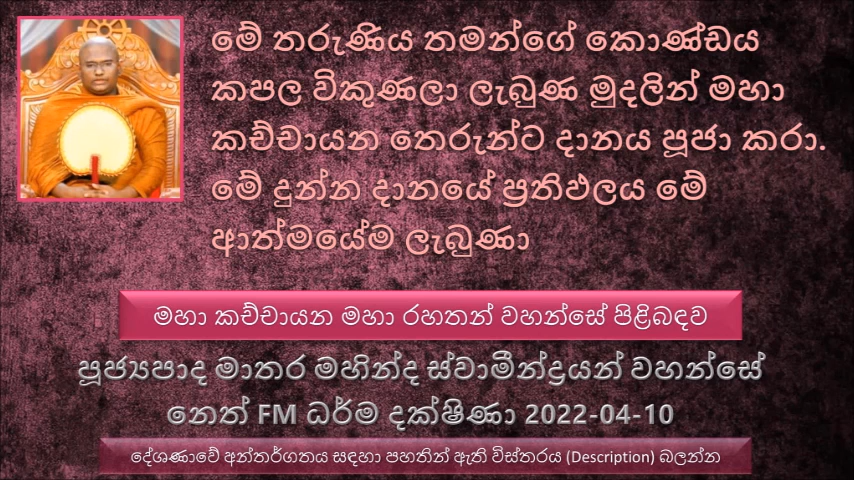 මේ තරුණිය තමන්ගේ කොණ්ඩය
කපල විකුණලා ලැබුණ මුදලින් මහා
කච්චායන තෙරුන්ට දානය පූජා කරා.
මේ දුන්න දානයේ ප්‍රතිඵලය මේ
ආත්මයේම ලැබුණා
මහා කච්චායන මහා රහතන් වහන්සේ පිළිබඳව
පූජ්‍යපාද මාතර මහින්ද ස්වාමීන්ද්‍රයන් වහන්සේ
නෙත් FM ධර්ම දක්ෂිණා 2022-04-10
දේශණාවේ අන්තර්ගතය සඳහා පහතින් ඇති විස්තරය (Description) බලන්න